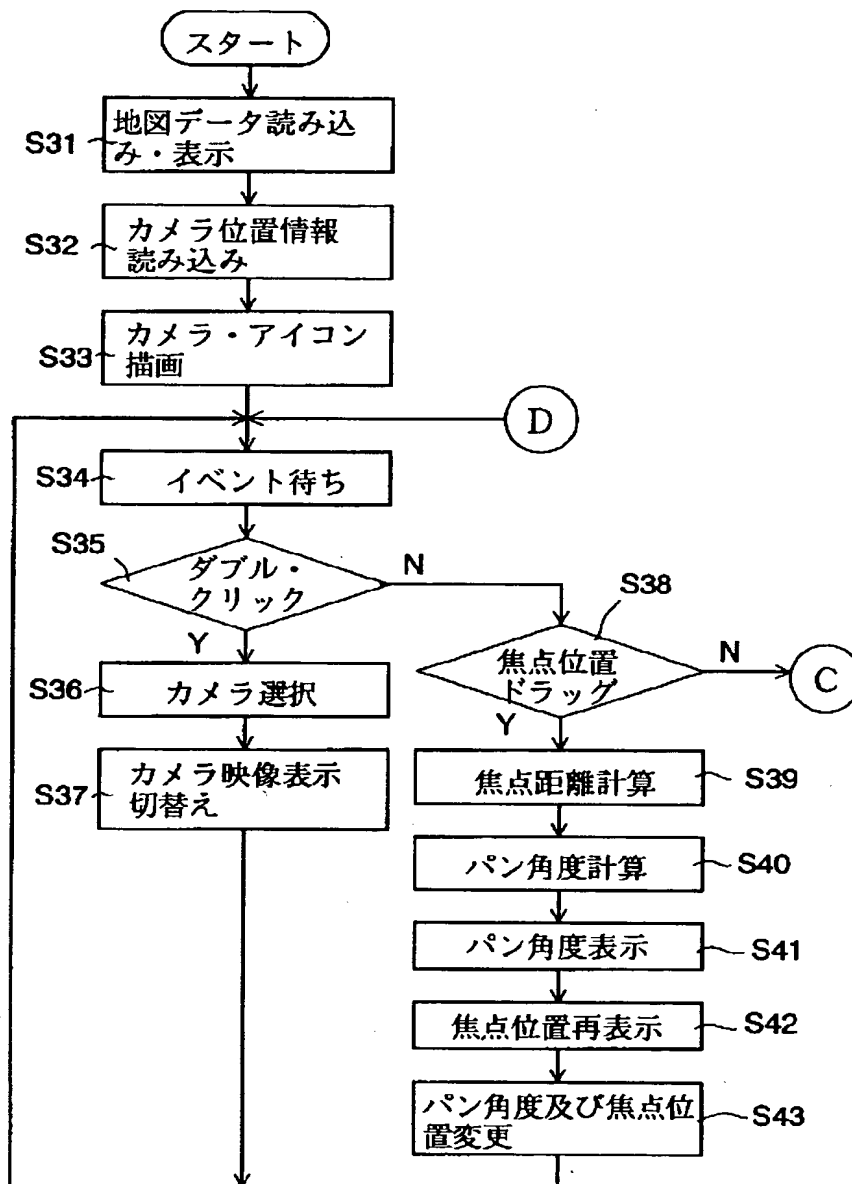 スタート
S31
地図データ読み込
み・表示
S32
カメラ位置情報
読み込み
S33
カメラ・アイコン
描画
D
S34
イベント待ち
S35
ダブル・
クリック
N
Y
S36
カメラ選択
S37
カメラ映像表示
切替え
S38
焦点位置
ドラッグ
N
C
Y
焦点距離計算
S39
パン角度計算
S40
パン角度表示
S41
焦点位置再表示
S42
パン角度及び焦点位
置変更
S43